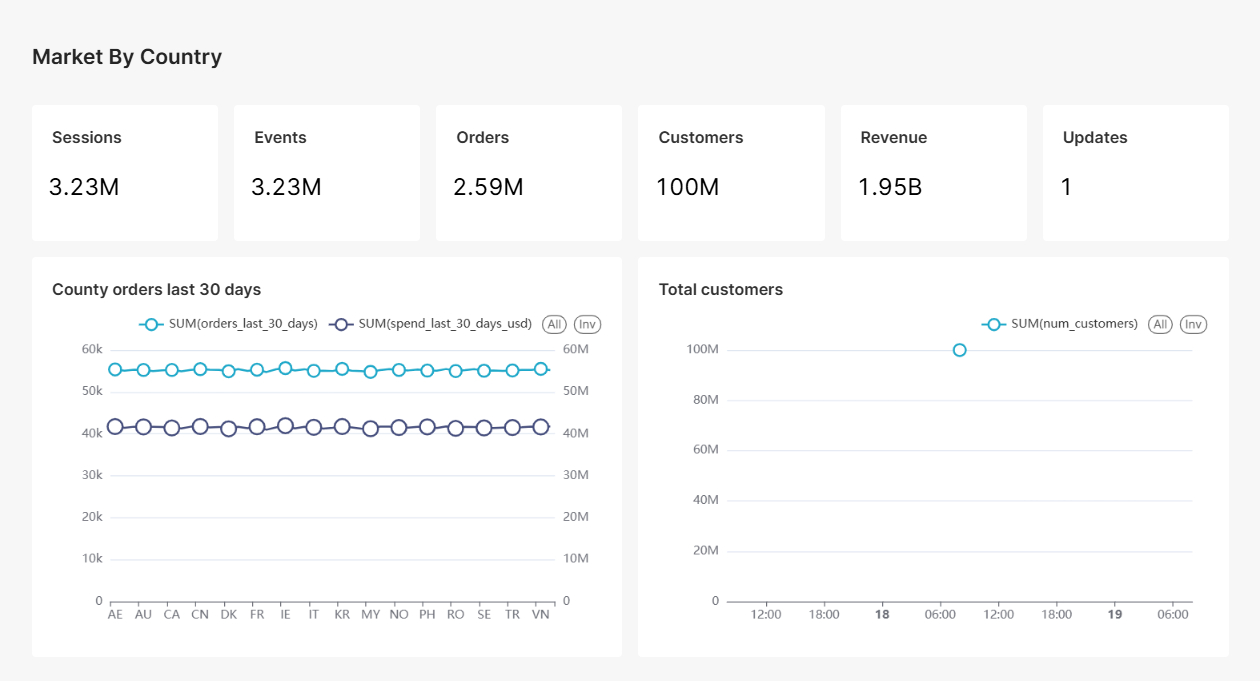 Market By Country
Sessions
3.23M
Events
3.23M
Orders
2.59M
Customers
100M
Revenue
1.95B
Updates
1
County orders last 30 days
SUM(orders_last_30_days) SUM(spend_last_30_days_usd) All Inv
60k 60M
50k 50M
40k 40M
30k 30M
20k 20M
10k 10M
0 0
AE AU CA CN DK FR IE IT KR MY NO PH RO SE TR VN
Total customers
SUM(num_customers) All Inv
100M
80M
60M
40M
20M
0
12:00 18:00 18 06:00 12:00 18:00 19 06:00